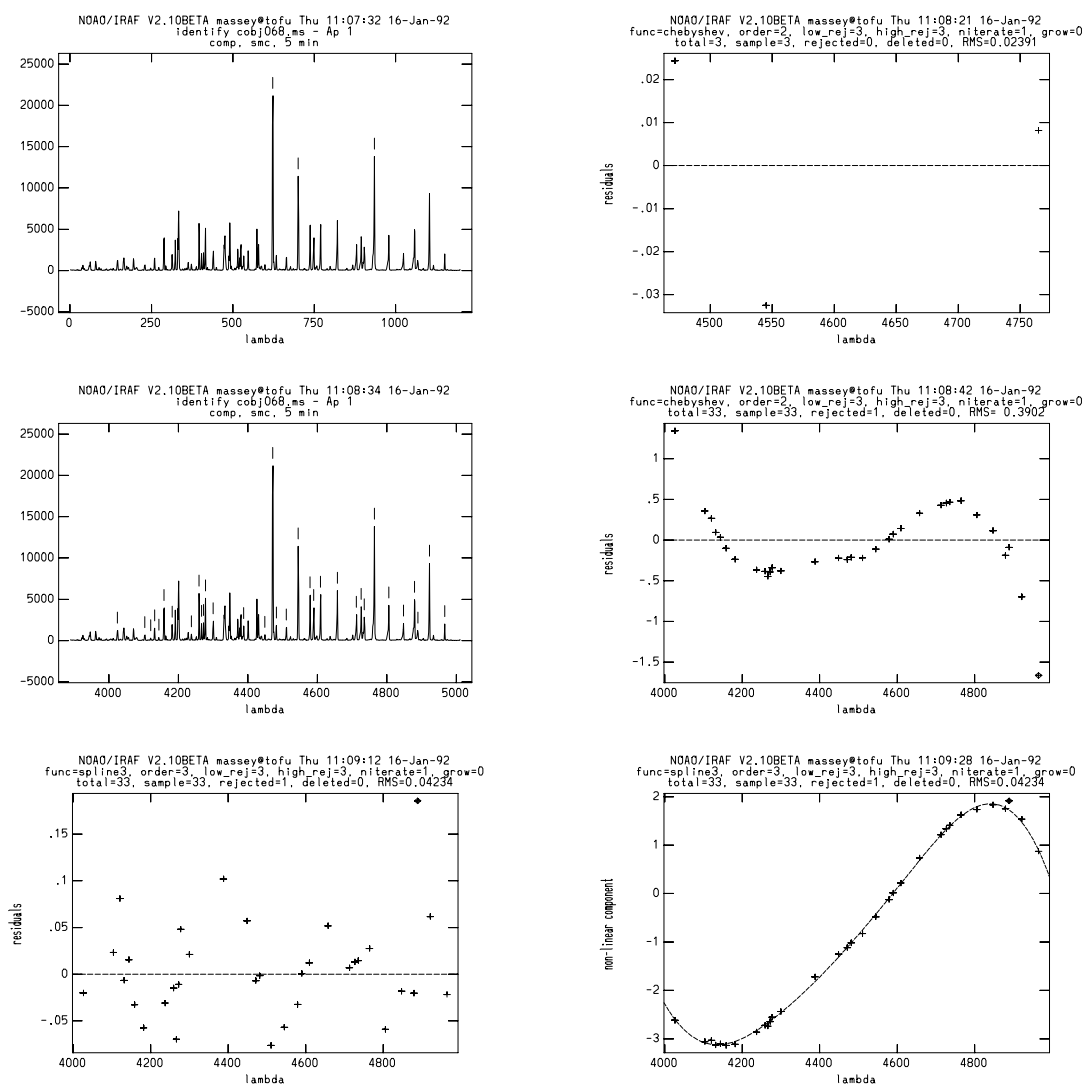 NOAO/IRAF V2.10BETA massey@tofu Thu 11:07:32 16-Jan-92
identify cobj068.ms - Ap 1
comp, smc, 5 min
25000
20000
15000
10000
5000
0
-5000
0 250 500 750 1000
lambda
NOAO/IRAF V2.10BETA massey@tofu Thu 11:08:21 16-Jan-92
func=chebyshev, order=2, low_rej=3, high_rej=3, niterate=1, grow=0
total=3, sample=3, rejected=0, deleted=0, RMS=0.02391
residuals
.02
.01
0
-.01
-.02
-.03
4500 4550 4600 4650 4700 4750
lambda
NOAO/IRAF V2.10BETA massey@tofu Thu 11:08:34 16-Jan-92
identify cobj068.ms - Ap 1
comp, smc, 5 min
25000
20000
15000
10000
5000
0
-5000
4000 4200 4400 4600 4800 5000
lambda
NOAO/IRAF V2.10BETA massey@tofu Thu 11:08:42 16-Jan-92
func=chebyshev, order=2, low_rej=3, high_rej=3, niterate=1, grow=0
total=33, sample=33, rejected=1, deleted=0, RMS= 0.3902
residuals
1
.5
0
-.5
-1
-1.5
4000 4200 4400 4600 4800
lambda
NOAO/IRAF V2.10BETA massey@tofu Thu 11:09:12 16-Jan-92
func=spline3, order=3, low_rej=3, high_rej=3, niterate=1, grow=0
total=33, sample=33, rejected=1, deleted=0, RMS=0.04234
residuals
.15
.1
.05
0
-.05
4000 4200 4400 4600 4800
lambda
NOAO/IRAF V2.10BETA massey@tofu Thu 11:09:28 16-Jan-92
func=spline3, order=3, low_rej=3, high_rej=3, niterate=1, grow=0
total=33, sample=33, rejected=1, deleted=0, RMS=0.04234
non-linear component
2
1
0
-1
-2
-3
4000 4200 4400 4600 4800
lambda